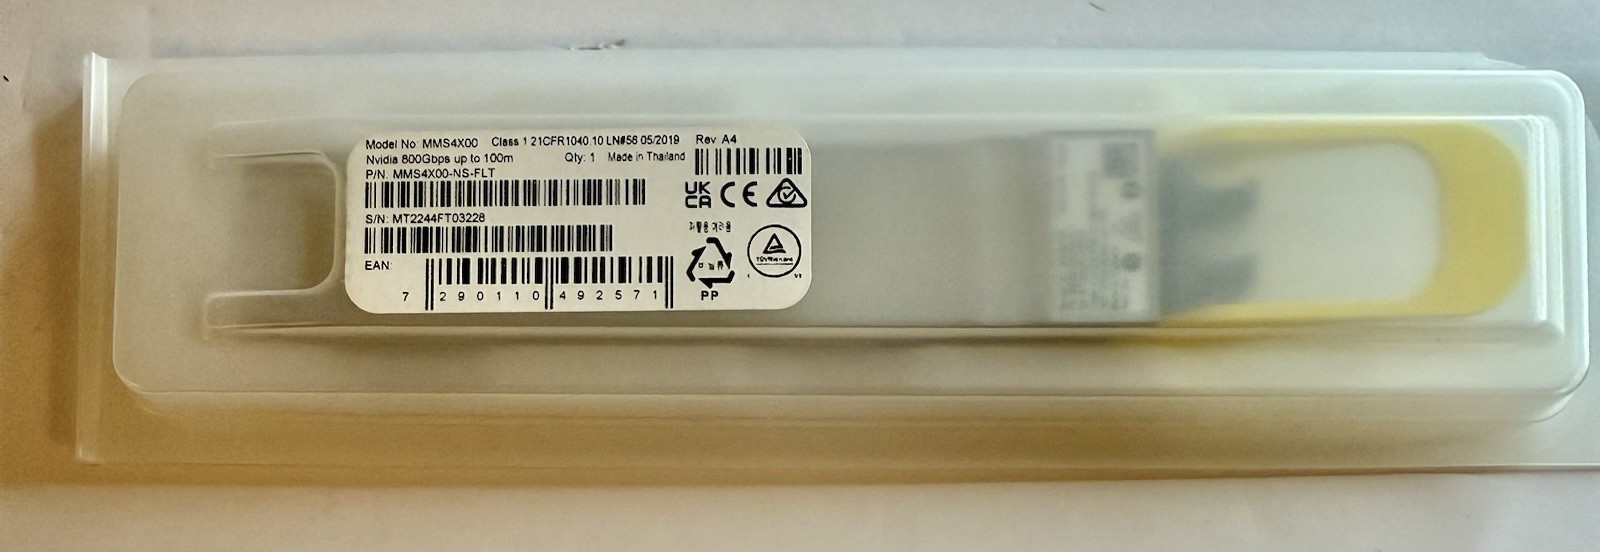 Model No MMS4X00 Class 1 21CFR1040.10 LN#56 05/2019 Rev. A4
Nvidia 800Gbps up to 100m Qty: 1 Made in Thailand
P/N. MMS4X00-NS-FLT
UK CA CE
S/N: MT2244FT03228
EAN:
7 290110 492571
PP